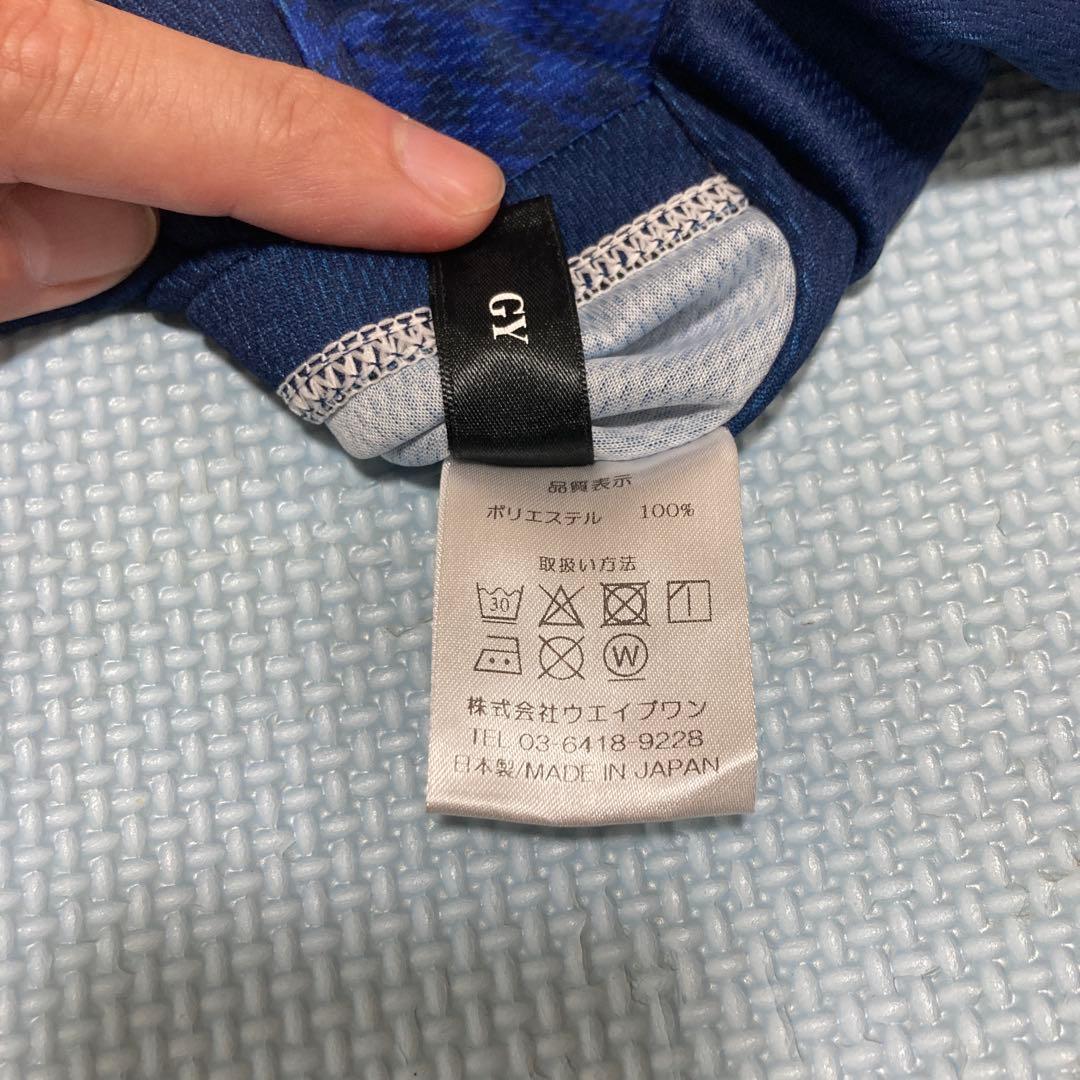 GY
品質表示
ポリエステル 100%
取扱い方法
30
W
株式会社ウエイブワン
TEL 03-6418-9228
日本製/MADE IN JAPAN